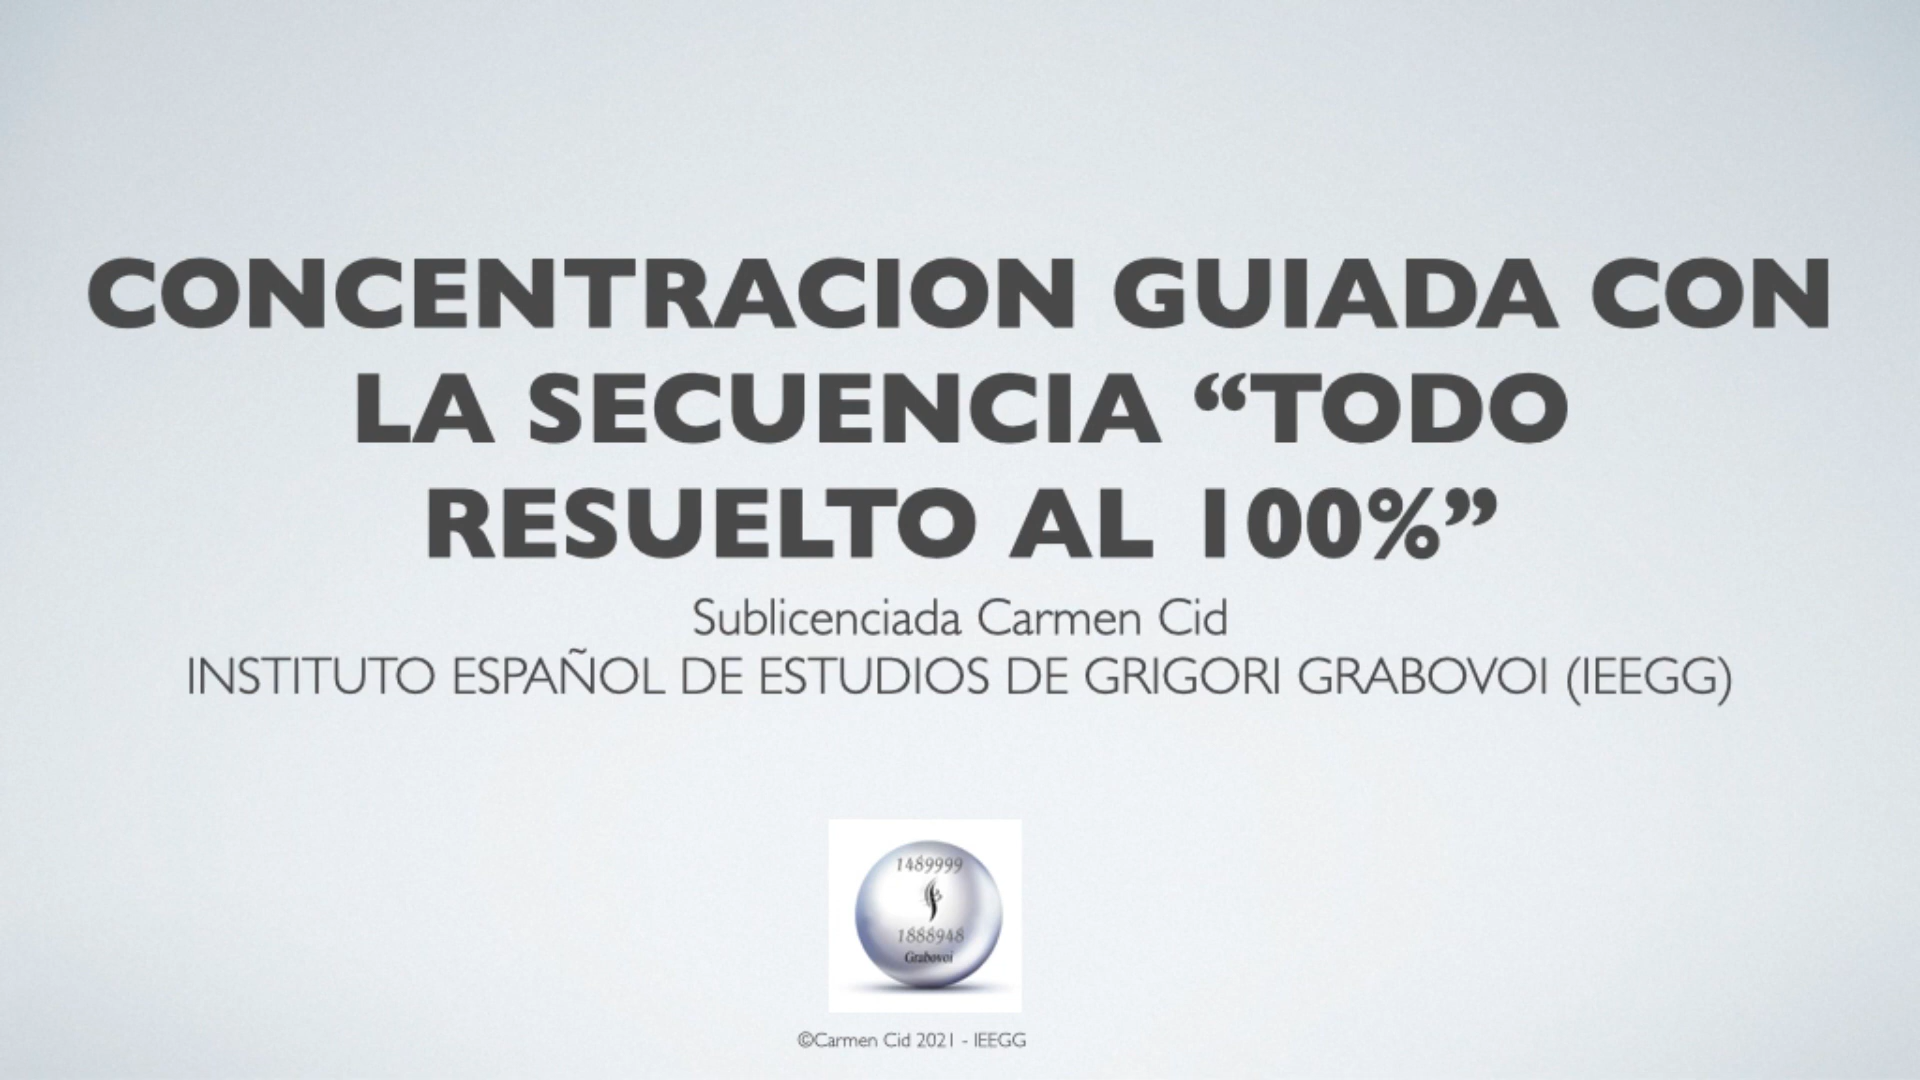 CONCENTRACION GUIADA CON
LA SECUENCIA “TODO
RESUELTO AL 100%”
Sublicenciada Carmen Cid
INSTITUTO ESPAÑOL DE ESTUDIOS DE GRIGORI GRABOVOI (IEEGG)
1489999
1888948
Grabovoi
©Carmen Cid 2021 - IEEGG